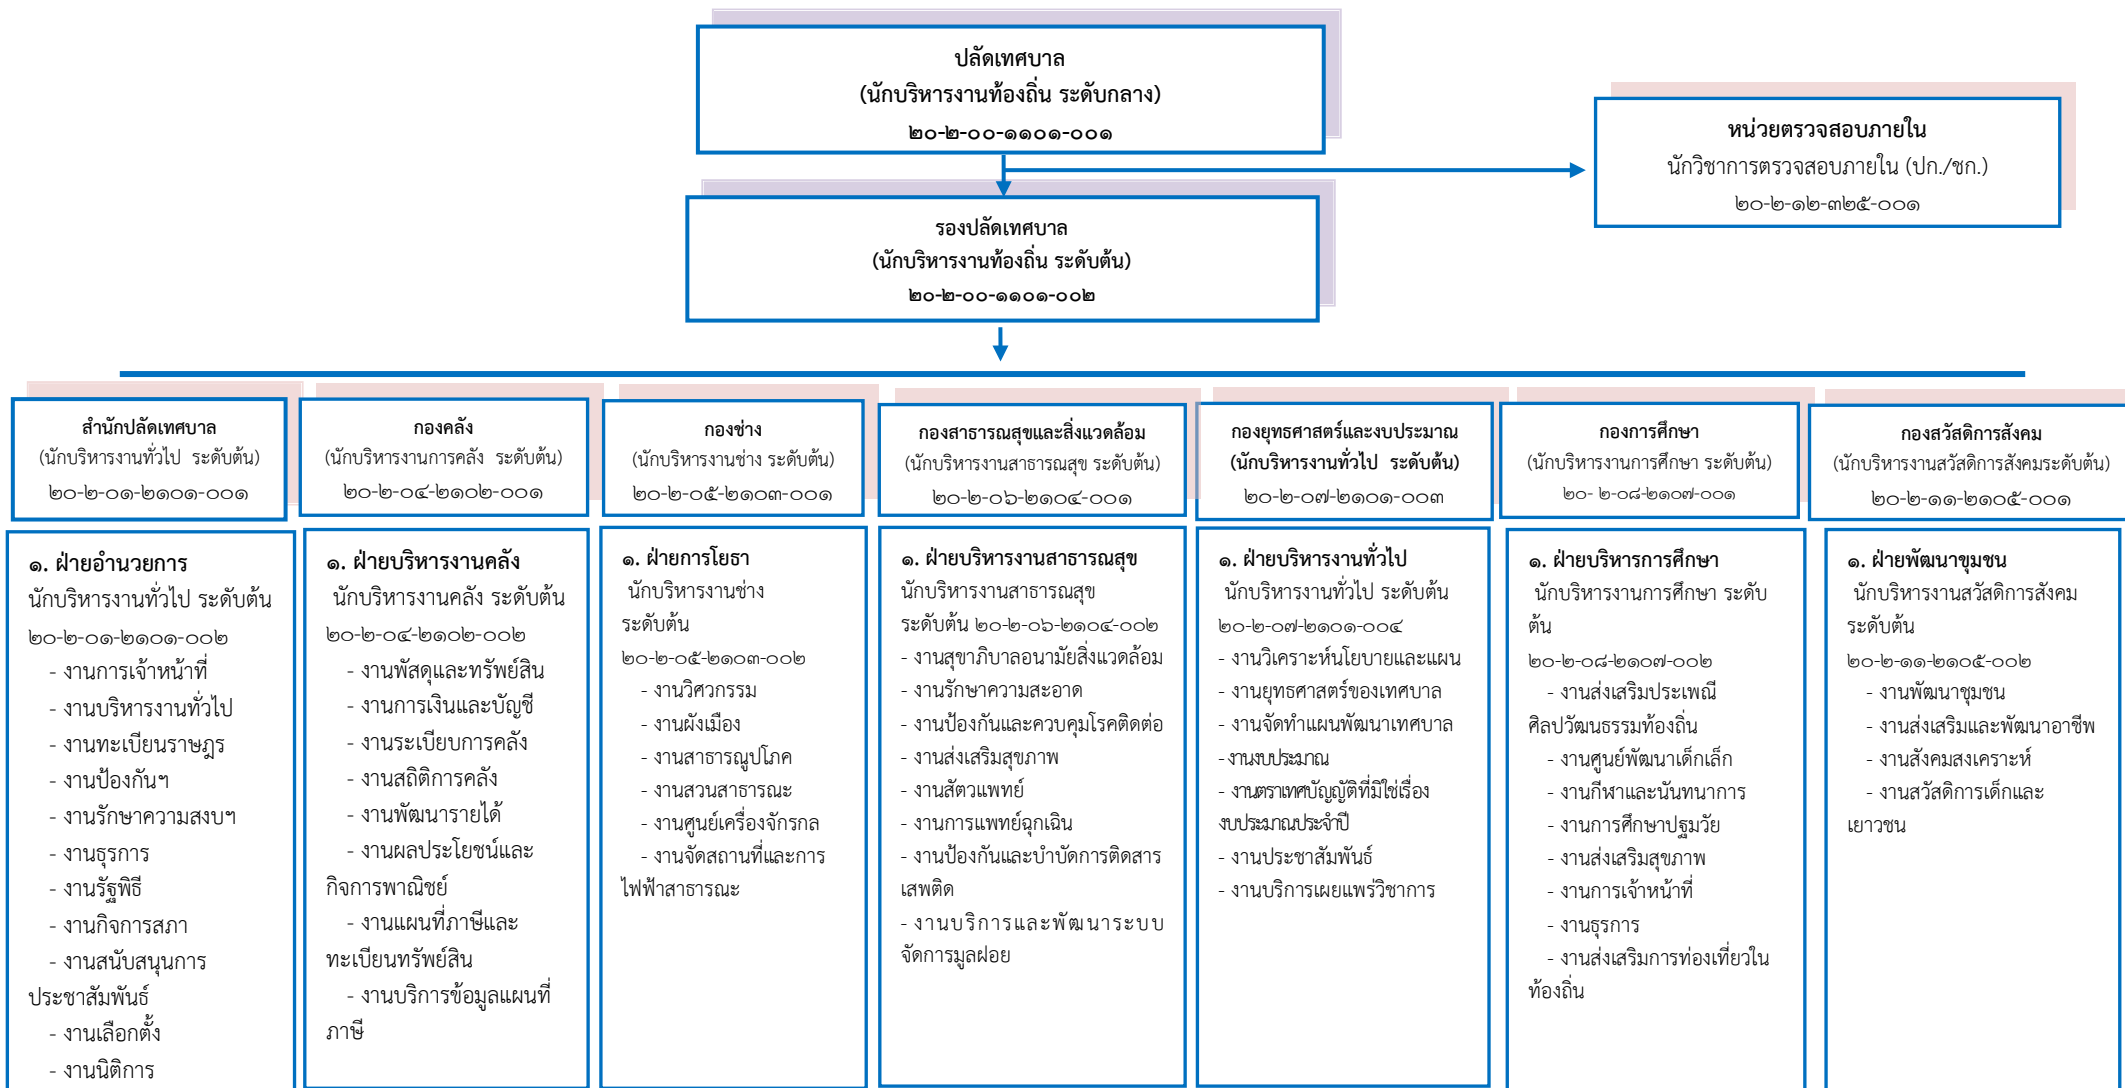 ปลัดเทศบาล
(นักบริหารงานท้องถิ่น ระดับกลาง)
๒๐-๒-๐๐-๑๑๐๑-๐๐๑
หน่วยตรวจสอบภายใน
นักวิชาการตรวจสอบภายใน (ปก./ชก.)
๒๐-๒-๑๒-๓๒๕-๐๐๑
รองปลัดเทศบาล
(นักบริหารงานท้องถิ่น ระดับต้น)
๒๐-๒-๐๐-๑๑๐๑-๐๐๒
สำนักปลัดเทศบาล
(นักบริหารงานทั่วไป ระดับต้น)
๒๐-๒-๐๑-๒๑๐๑-๐๐๑
กองคลัง
(นักบริหารงานการคลัง ระดับต้น)
๒๐-๒-๐๔-๒๑๐๒-๐๐๑
กองช่าง
(นักบริหารงานช่าง ระดับต้น)
๒๐-๒-๐๕-๒๑๐๓-๐๐๑
กองสาธารณสุขและสิ่งแวดล้อม
(นักบริหารงานสาธารณสุข ระดับต้น)
๒๐-๒-๐๖-๒๑๐๔-๐๐๑
กองยุทธศาสตร์และงบประมาณ
(นักบริหารงานทั่วไป ระดับต้น)
๒๐-๒-๐๗-๒๑๐๑-๐๐๓
กองการศึกษา
(นักบริหารงานการศึกษา ระดับต้น)
๒๐- ๒-๐๘-๒๑๐๗-๐๐๑
กองสวัสดิการสังคม
(นักบริหารงานสวัสดิการสังคมระดับต้น)
๒๐-๒-๑๑-๒๑๐๕-๐๐๑
๑. ฝ่ายอำนวยการ
นักบริหารงานทั่วไป ระดับต้น
๒๐-๒-๐๑-๒๑๐๑-๐๐๒
- งานการเจ้าหน้าที่
- งานบริหารงานทั่วไป
- งานทะเบียนราษฎร
- งานป้องกันฯ
- งานรักษาความสงบฯ
- งานธุรการ
- งานรัฐพิธี
- งานกิจการสภา
- งานสนับสนุนการ
ประชาสัมพันธ์
- งานเลือกตั้ง
- งานนิติการ
๑. ฝ่ายบริหารงานคลัง
นักบริหารงานคลัง ระดับต้น
๒๐-๒-๐๔-๒๑๐๒-๐๐๒
- งานพัสดุและทรัพย์สิน
- งานการเงินและบัญชี
- งานระเบียบการคลัง
- งานสถิติการคลัง
- งานพัฒนารายได้
- งานผลประโยชน์และ
กิจการพาณิชย์
- งานแผนที่ภาษีและ
ทะเบียนทรัพย์สิน
- งานบริการข้อมูลแผนที่
ภาษี
๑. ฝ่ายการโยธา
นักบริหารงานช่าง
ระดับต้น
๒๐-๒-๐๕-๒๑๐๓-๐๐๒
- งานวิศวกรรม
- งานผังเมือง
- งานสาธารณูปโภค
- งานสวนสาธารณะ
- งานศูนย์เครื่องจักรกล
- งานจัดสถานที่และการ
ไฟฟ้าสาธารณะ
๑. ฝ่ายบริหารงานสาธารณสุข
นักบริหารงานสาธารณสุข
ระดับต้น ๒๐-๒-๐๖-๒๑๐๔-๐๐๒
- งานสุขาภิบาลอนามัยสิ่งแวดล้อม
- งานรักษาความสะอาด
- งานป้องกันและควบคุมโรคติดต่อ
- งานส่งเสริมสุขภาพ
- งานสัตวแพทย์
- งานการแพทย์ฉุกเฉิน
- งานป้องกันและบำบัดการติดสาร
เสพติด
- งานบริการและพัฒนาระบบ
จัดการมูลฝอย
๑. ฝ่ายบริหารงานทั่วไป
นักบริหารงานทั่วไป ระดับต้น
๒๐-๒-๐๗-๒๑๐๑-๐๐๔
- งานวิเคราะห์นโยบายและแผน
- งานยุทธศาสตร์ของเทศบาล
- งานจัดทำแผนพัฒนาเทศบาล
- งานงบประมาณ
- งานตราเทศบัญญัติที่มิใช่เรื่อง
งบประมาณประจำปี
- งานประชาสัมพันธ์
- งานบริการเผยแพร่วิชาการ
๑. ฝ่ายบริหารการศึกษา
นักบริหารงานการศึกษา ระดับ
ต้น
๒๐-๒-๐๘-๒๑๐๗-๐๐๒
- งานส่งเสริมประเพณี
ศิลปวัฒนธรรมท้องถิ่น
- งานศูนย์พัฒนาเด็กเล็ก
- งานกีฬาและนันทนาการ
- งานการศึกษาปฐมวัย
- งานส่งเสริมสุขภาพ
- งานการเจ้าหน้าที่
- งานธุรการ
- งานส่งเสริมการท่องเที่ยวใน
ท้องถิ่น
๑. ฝ่ายพัฒนาขุมชน
นักบริหารงานสวัสดิการสังคม
ระดับต้น
๒๐-๒-๑๑-๒๑๐๕-๐๐๒
- งานพัฒนาชุมชน
- งานส่งเสริมและพัฒนาอาชีพ
- งานสังคมสงเคราะห์
- งานสวัสดิการเด็กและ
เยาวชน